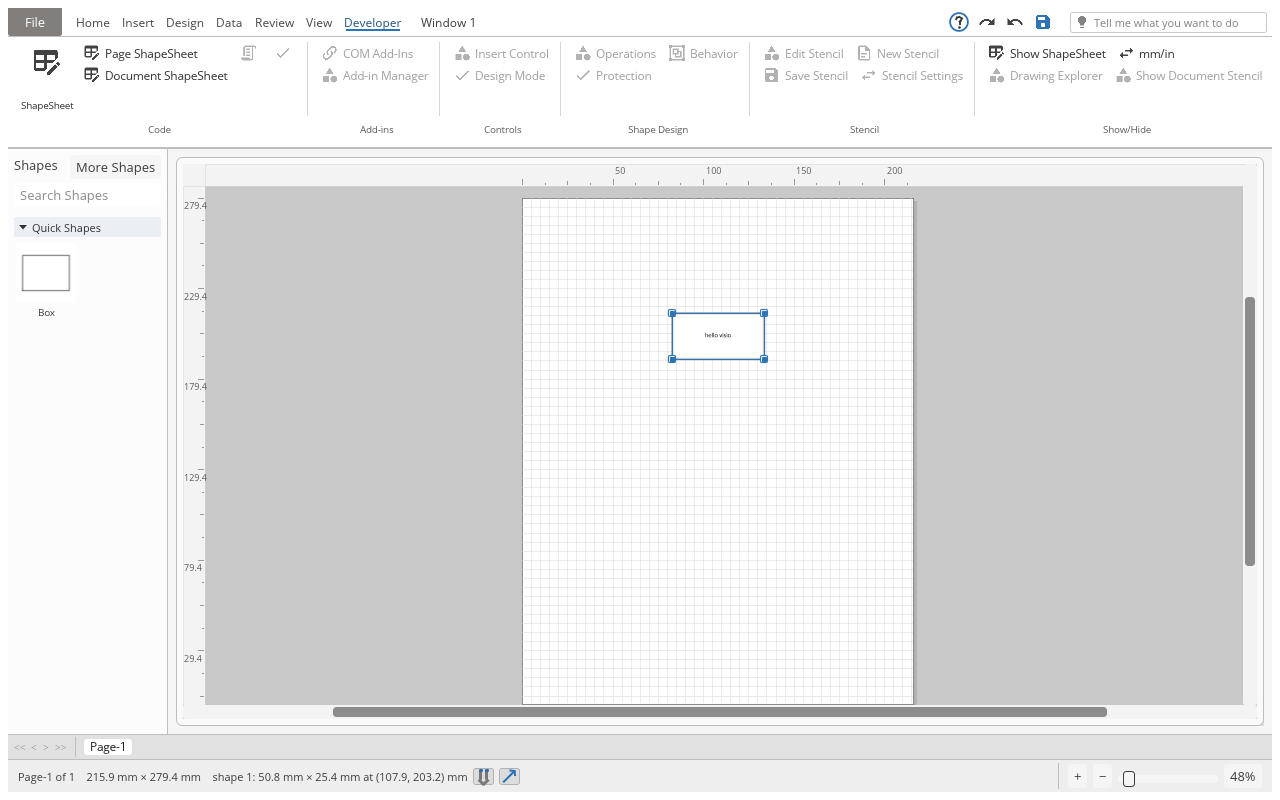 File Home Insert Design Data Review View Developer Window 1 Tell me what you want to do
Page ShapeSheet COM Add-Ins Insert Control Operations Behavior Edit Stencil New Stencil Show ShapeSheet mm/in
Document ShapeSheet Add-in Manager Design Mode Protection Save Stencil Stencil Settings Drawing Explorer Show Document Stencil
ShapeSheet
Code Add-ins Controls Shape Design Stencil Show/Hide
Shapes More Shapes
Search Shapes
Quick Shapes
Box
50 100 150 200
279.4
229.4
179.4
129.4
79.4
29.4
hello visio
<< < > >> Page-1
Page-1 of 1 215.9 mm × 279.4 mm shape 1: 50.8 mm × 25.4 mm at (107.9, 203.2) mm + − 48%